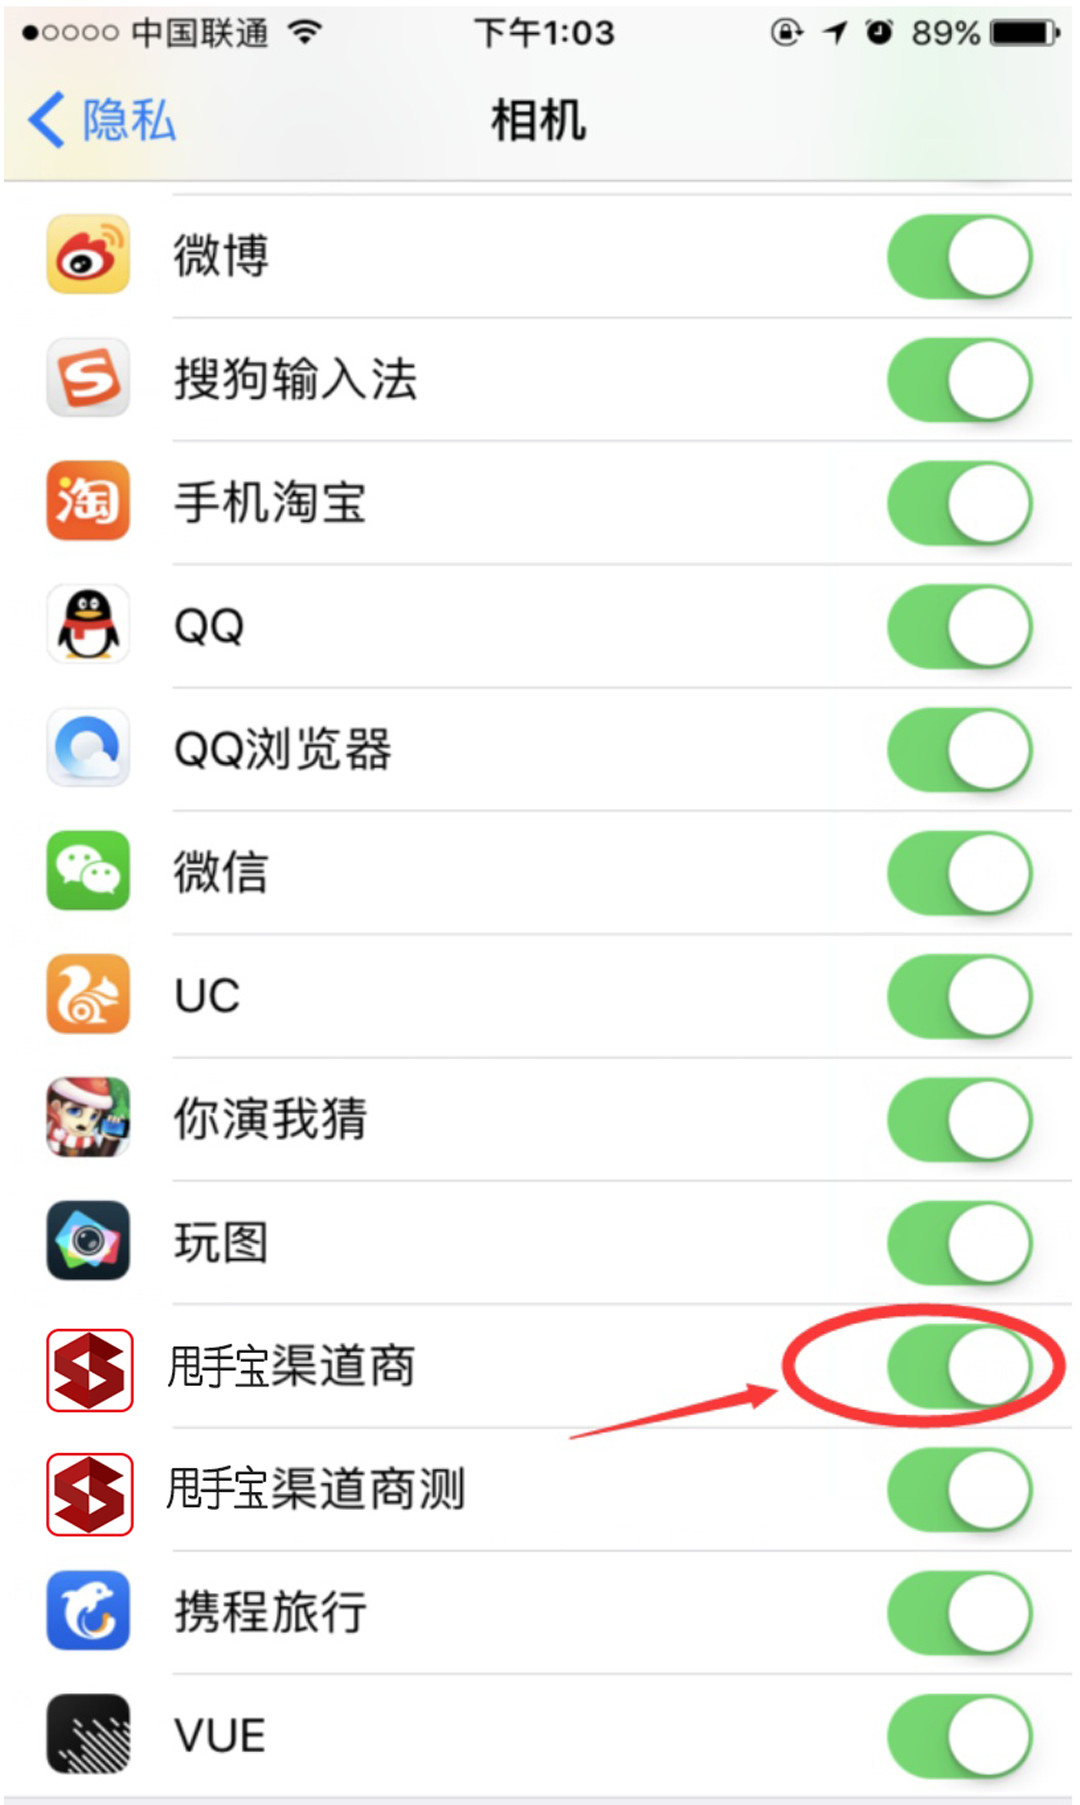 中国联通 下午1:03 89%
隐私 相机
微博
搜狗输入法
淘 手机淘宝
QQ
QQ浏览器
微信
UC
你演我猜
玩图
甩手宝渠道商
甩手宝渠道商测
携程旅行
VUE